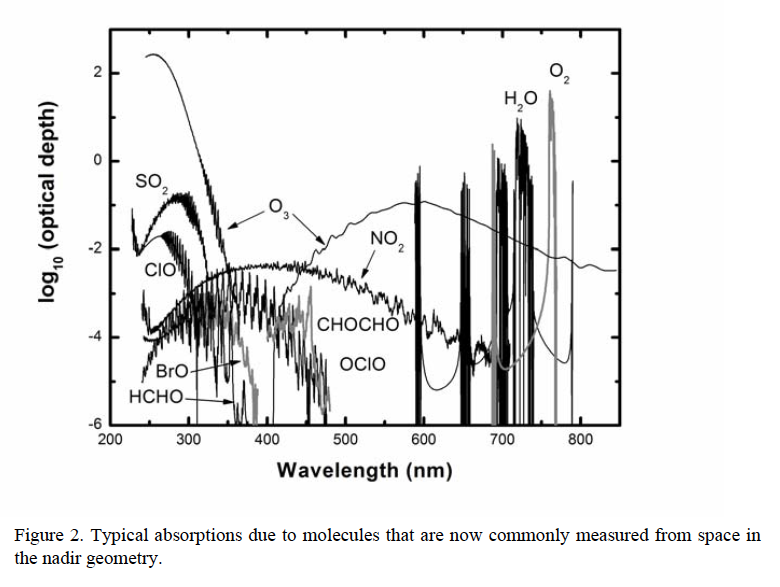 2
0
-2
-4
-6
log10 (optical depth)
O2
H2O
SO2
O3
NO2
ClO
CHOCHO
OClO
BrO
HCHO
200 300 400 500 600 700 800
Wavelength (nm)
Figure 2. Typical absorptions due to molecules that are now commonly measured from space in
the nadir geometry.